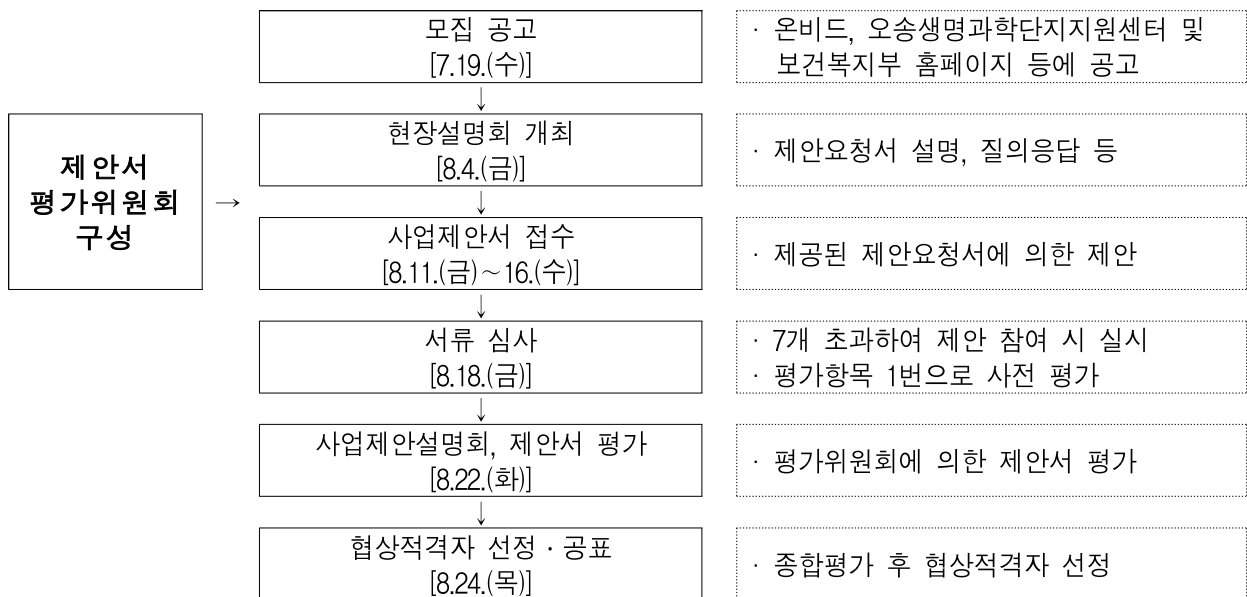 모집 공고
[7.19.(수)]
· 온비드, 오송생명과학단지지원센터 및
보건복지부 홈페이지 등에 공고
↓
제안서
평가위원회
구성
→
현장설명회 개최
[8.4.(금)]
· 제안요청서 설명, 질의응답 등
↓
사업제안서 접수
[8.11.(금)~16.(수)]
· 제공된 제안요청서에 의한 제안
↓
서류 심사
[8.18.(금)]
· 7개 초과하여 제안 참여 시 실시
· 평가항목 1번으로 사전 평가
↓
사업제안설명회, 제안서 평가
[8.22.(화)]
· 평가위원회에 의한 제안서 평가
↓
협상적격자 선정·공표
[8.24.(목)]
· 종합평가 후 협상적격자 선정